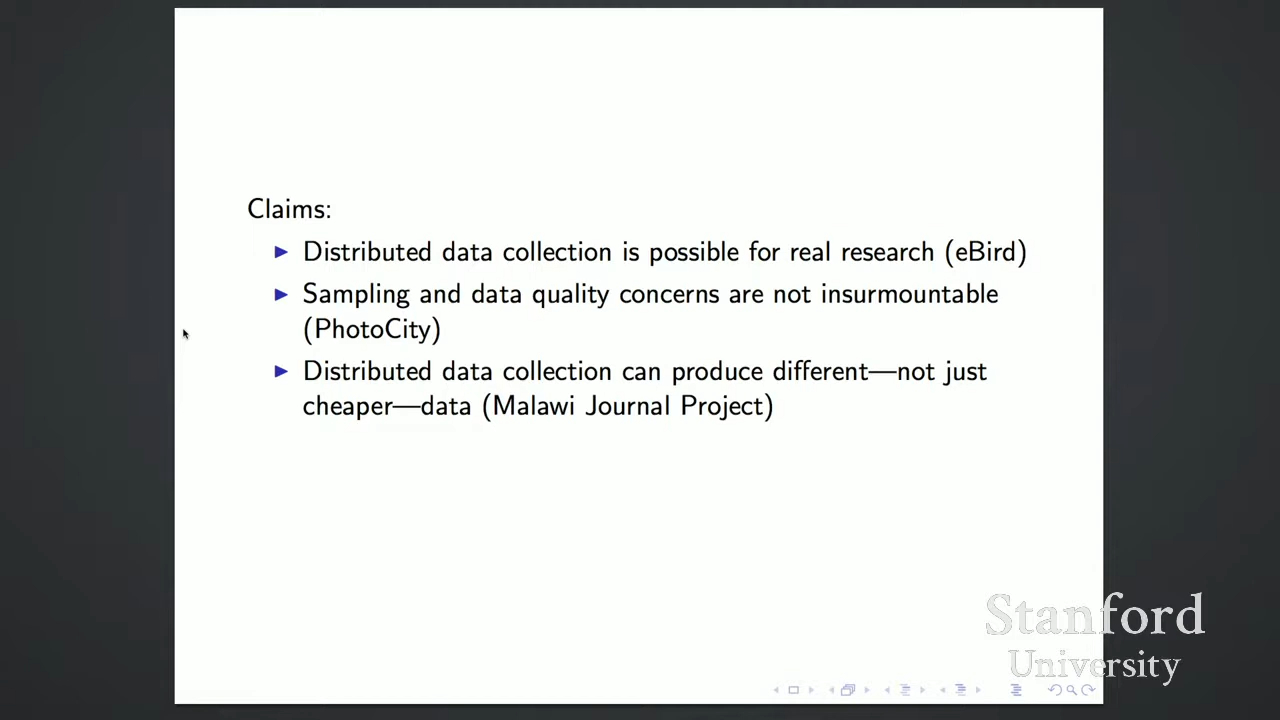 Claims:
Distributed data collection is possible for real research (eBird)
Sampling and data quality concerns are not insurmountable
(PhotoCity)
Distributed data collection can produce different—not just
cheaper—data (Malawi Journal Project)
Stanford
University